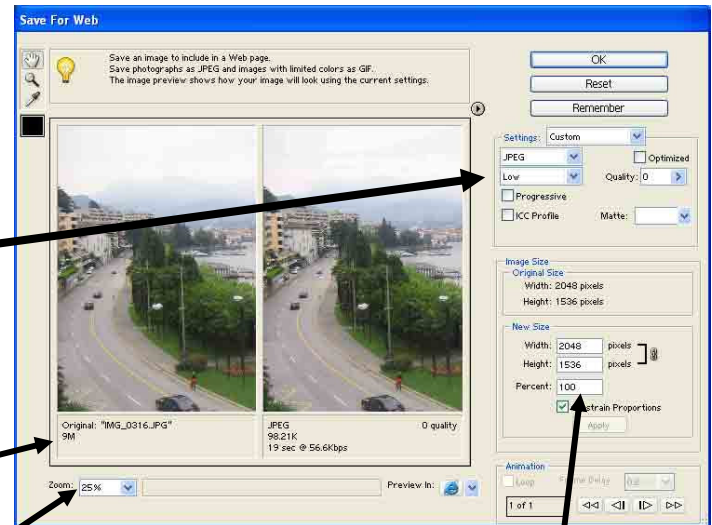 Save For Web
Save an image to include in a Web page.
Save photographs as JPEG and images with limited colors as GIF.
The image preview shows how your image will look using the current settings.
OK
Reset
Remember
Settings: Custom
JPEG
Optimized
Low
Quality: 0
Progressive
ICC Profile
Matte:
Image Size
Original Size
Width: 2048 pixels
Height: 1536 pixels
New Size
Width: 2048 pixels
Height: 1536 pixels
Percent: 100
Proportions
Apply
Original: "IMG_0316.JPG"
9M
JPEG
0 quality
98.21K
19 sec @ 56.6Kbps
Zoom: 25%
Preview In:
Animation
Loop
Delay
1 of 1